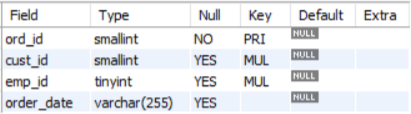 Field Type Null Key Default Extra
ord_id smallint NO PRI NULL
cust_id smallint YES MUL NULL
emp_id tinyint YES MUL NULL
order_date varchar(255) YES NULL